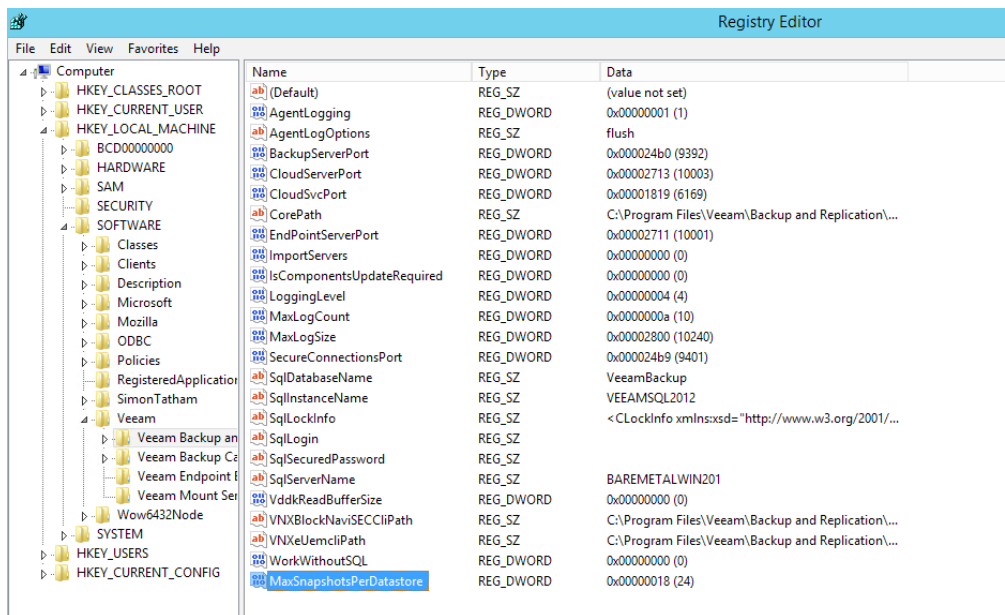 Registry Editor
File Edit View Favorites Help
Computer
HKEY_CLASSES_ROOT
HKEY_CURRENT_USER
HKEY_LOCAL_MACHINE
BCD00000000
HARDWARE
SAM
SECURITY
SOFTWARE
Classes
Clients
Description
Microsoft
Mozilla
ODBC
Policies
RegisteredApplication
SimonTatham
Veeam
Veeam Backup an
Veeam Backup Ca
Veeam Endpoint B
Veeam Mount Ser
Wow6432Node
SYSTEM
HKEY_USERS
HKEY_CURRENT_CONFIG
Name Type Data
(Default) REG_SZ (value not set)
AgentLogging REG_DWORD 0x00000001 (1)
AgentLogOptions REG_SZ flush
BackupServerPort REG_DWORD 0x000024b0 (9392)
CloudServerPort REG_DWORD 0x00002713 (10003)
CloudSvcPort REG_DWORD 0x00001819 (6169)
CorePath REG_SZ C:\Program Files\Veeam\Backup and Replication\...
EndPointServerPort REG_DWORD 0x00002711 (10001)
ImportServers REG_DWORD 0x00000000 (0)
IsComponentsUpdateRequired REG_DWORD 0x00000000 (0)
LoggingLevel REG_DWORD 0x00000004 (4)
MaxLogCount REG_DWORD 0x0000000a (10)
MaxLogSize REG_DWORD 0x00002800 (10240)
SecureConnectionsPort REG_DWORD 0x000024b9 (9401)
SqlDatabaseName REG_SZ VeeamBackup
SqlInstanceName REG_SZ VEEAMSQL2012
SqlLockInfo REG_SZ <CLockInfo xmlns:xsd="http://www.w3.org/2001/...
SqlLogin REG_SZ
SqlSecuredPassword REG_SZ
SqlServerName REG_SZ BAREMETALWIN201
VddkReadBufferSize REG_DWORD 0x00000000 (0)
VNXBlockNaviSECCliPath REG_SZ C:\Program Files\Veeam\Backup and Replication\...
VNXeUemcliPath REG_SZ C:\Program Files\Veeam\Backup and Replication\...
WorkWithoutSQL REG_DWORD 0x00000000 (0)
MaxSnapshotsPerDatastore REG_DWORD 0x00000018 (24)